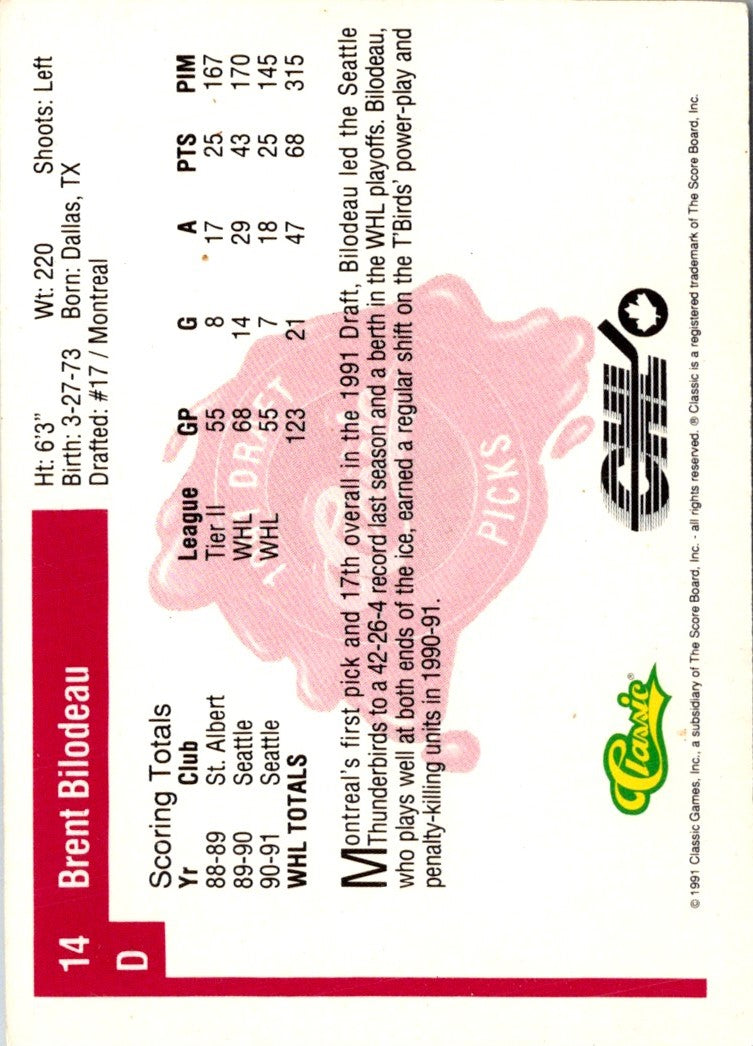 14 Brent Bilodeau
D
Ht: 6'3" Wt: 220 Shoots: Left
Birth: 3-27-73 Born: Dallas, TX
Drafted: #17 / Montreal
Scoring Totals
Yr Club League GP G A PTS PIM
88-89 St. Albert Tier II 55 8 17 25 167
89-90 Seattle WHL 68 14 29 43 170
90-91 Seattle WHL 55 7 18 25 145
WHL TOTALS 123 21 47 68 315
Montreal's first pick and 17th overall in the 1991 Draft, Bilodeau led the Seattle
Thunderbirds to a 42-26-4 record last season and a berth in the WHL playoffs. Bilodeau,
who plays well at both ends of the ice, earned a regular shift on the T'Birds' power-play and
penalty-killing units in 1990-91.
DRAFT
PICKS
Classic®
CHL
© 1991 Classic Games, Inc., a subsidiary of The Score Board, Inc. - all rights reserved. ® Classic is a registered trademark of The Score Board, Inc.